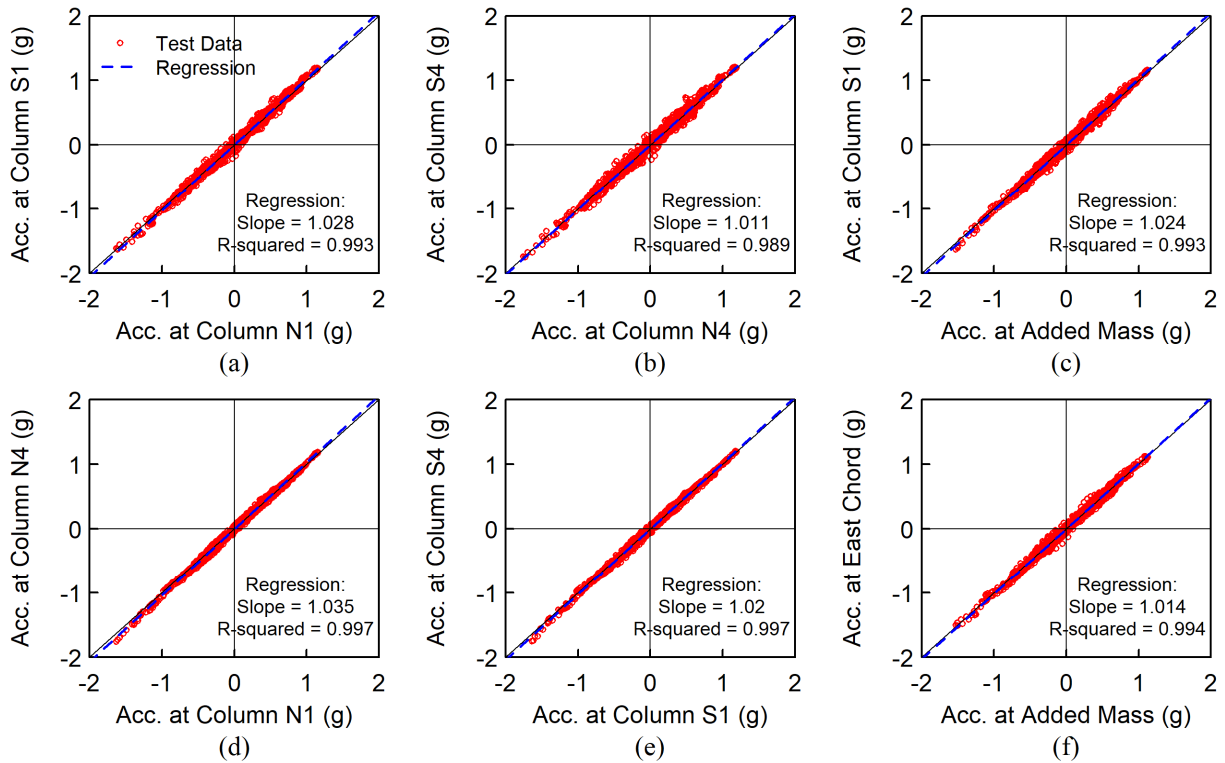 Acc. at Column S1 (g)
2
1
0
-1
-2
Test Data
Regression
Regression:
Slope = 1.028
R-squared = 0.993
-2 -1 0 1 2
Acc. at Column N1 (g)
(a)
Acc. at Column S4 (g)
2
1
0
-1
-2
Regression:
Slope = 1.011
R-squared = 0.989
-2 -1 0 1 2
Acc. at Column N4 (g)
(b)
Acc. at Column S1 (g)
2
1
0
-1
-2
Regression:
Slope = 1.024
R-squared = 0.993
-2 -1 0 1 2
Acc. at Added Mass (g)
(c)
Acc. at Column N4 (g)
2
1
0
-1
-2
Regression:
Slope = 1.035
R-squared = 0.997
-2 -1 0 1 2
Acc. at Column N1 (g)
(d)
Acc. at Column S4 (g)
2
1
0
-1
-2
Regression:
Slope = 1.02
R-squared = 0.997
-2 -1 0 1 2
Acc. at Column S1 (g)
(e)
Acc. at East Chord (g)
2
1
0
-1
-2
Regression:
Slope = 1.014
R-squared = 0.994
-2 -1 0 1 2
Acc. at Added Mass (g)
(f)